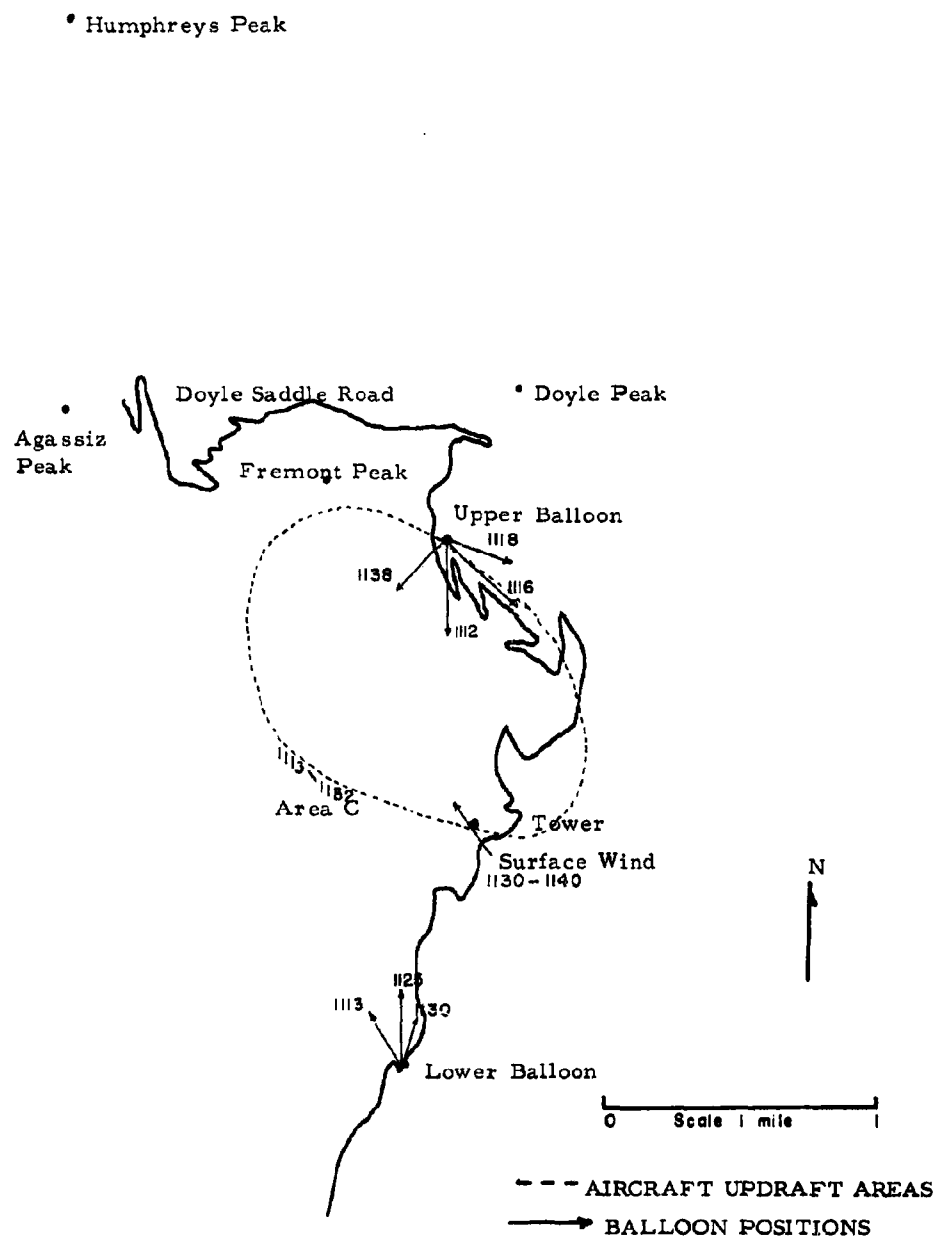 Humphreys Peak
Doyle Saddle Road
Doyle Peak
Agassiz
Peak
Fremont Peak
Upper Balloon
1118
1138
1116
1112
1113 - 1132
Area C
Tower
Surface Wind
1130-1140
N
1125
1113
1130
Lower Balloon
0 Scale 1 mile 1
AIRCRAFT UPDRAFT AREAS
BALLOON POSITIONS